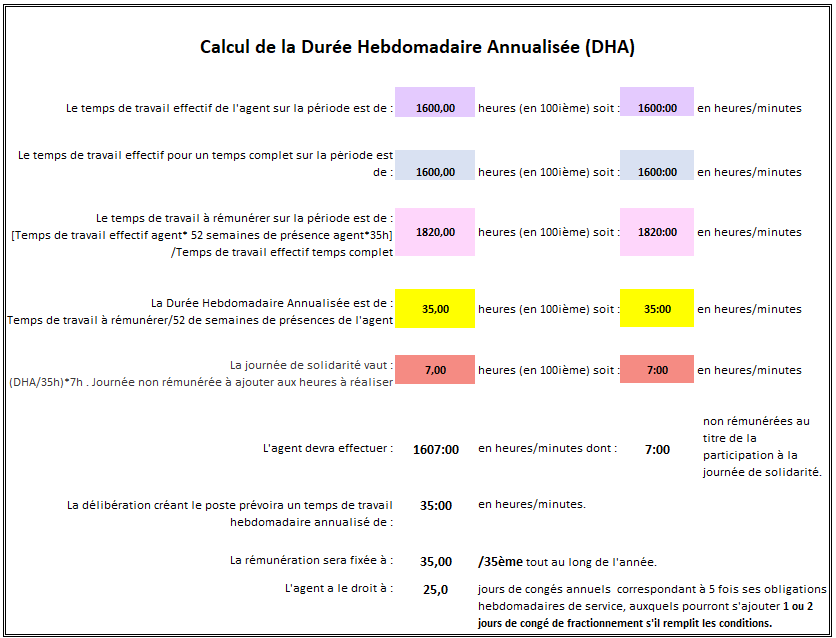 Calcul de la Durée Hebdomadaire Annualisée (DHA)
Le temps de travail effectif de l'agent sur la période est de : 1600,00 heures (en 100ième) soit : 1600:00 en heures/minutes
Le temps de travail effectif pour un temps complet sur la période est
de : 1600,00 heures (en 100ième) soit : 1600:00 en heures/minutes
Le temps de travail à rémunérer sur la période est de :
[Temps de travail effectif agent* 52 semaines de présence agent*35h] 1820,00 heures (en 100ième) soit : 1820:00 en heures/minutes
/Temps de travail effectif temps complet
La Durée Hebdomadaire Annualisée est de : 35,00 heures (en 100ième) soit : 35:00 en heures/minutes
Temps de travail à rémunérer/52 de semaines de présences de l'agent
La journée de solidarité vaut : 7,00 heures (en 100ième) soit : 7:00 en heures/minutes
(DHA/35h)*7h . Journée non rémunérée à ajouter aux heures à réaliser
L'agent devra effectuer : 1607:00 en heures/minutes dont : 7:00
non rémunérées au
titre de la
participation à la
journée de solidarité.
La délibération créant le poste prévoira un temps de travail 35:00 en heures/minutes.
hebdomadaire annualisé de :
La rémunération sera fixée à : 35,00 /35ème tout au long de l'année.
L'agent a le droit à : 25,0 jours de congés annuels correspondant à 5 fois ses obligations
hebdomadaires de service, auxquels pourront s'ajouter 1 ou 2
jours de congé de fractionnement s'il remplit les conditions.